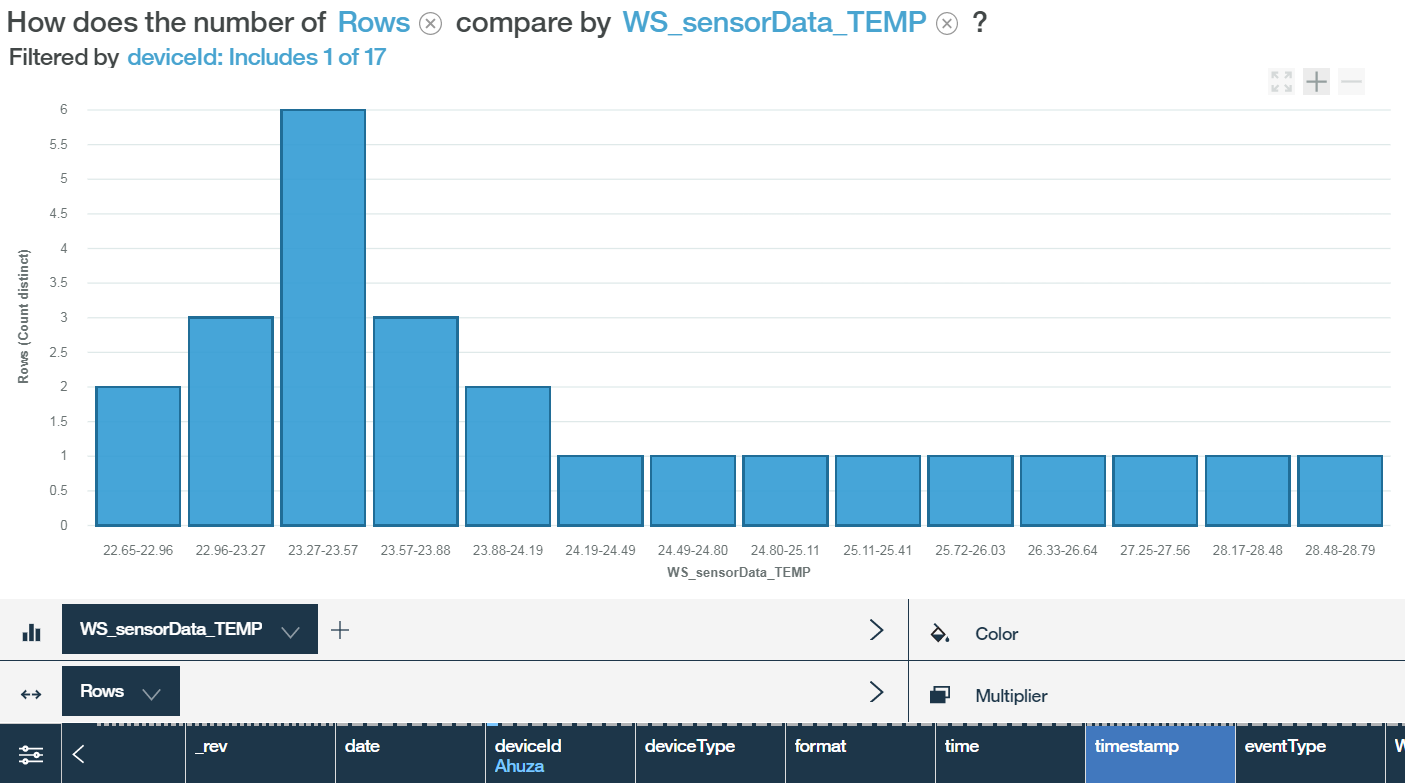 How does the number of Rows compare by WS_sensorData_TEMP ?
Filtered by deviceId: Includes 1 of 17
6
5.5
5
4.5
4
3.5
3
2.5
2
1.5
1
0.5
0
Rows (Count distinct)
22.65-22.96 22.96-23.27 23.27-23.57 23.57-23.88 23.88-24.19 24.19-24.49 24.49-24.80 24.80-25.11 25.11-25.41 25.72-26.03 26.33-26.64 27.25-27.56 28.17-28.48 28.48-28.79
WS_sensorData_TEMP
WS_sensorData_TEMP Color
Rows Multiplier
_rev date deviceId deviceType format time timestamp eventType W
Ahuza